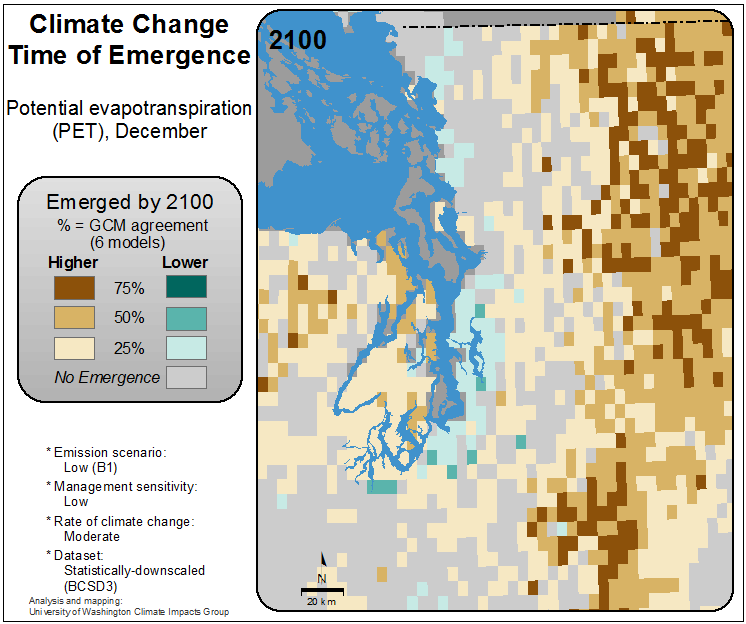 Climate Change
Time of Emergence
Potential evapotranspiration
(PET), December
Emerged by 2100
% = GCM agreement
(6 models)
Higher Lower
75%
50%
25%
No Emergence
* Emission scenario:
Low (B1)
* Management sensitivity:
Low
* Rate of climate change:
Moderate
* Dataset:
Statistically-downscaled
(BCSD3)
Analysis and mapping:
University of Washington Climate Impacts Group
2100
N
20 km